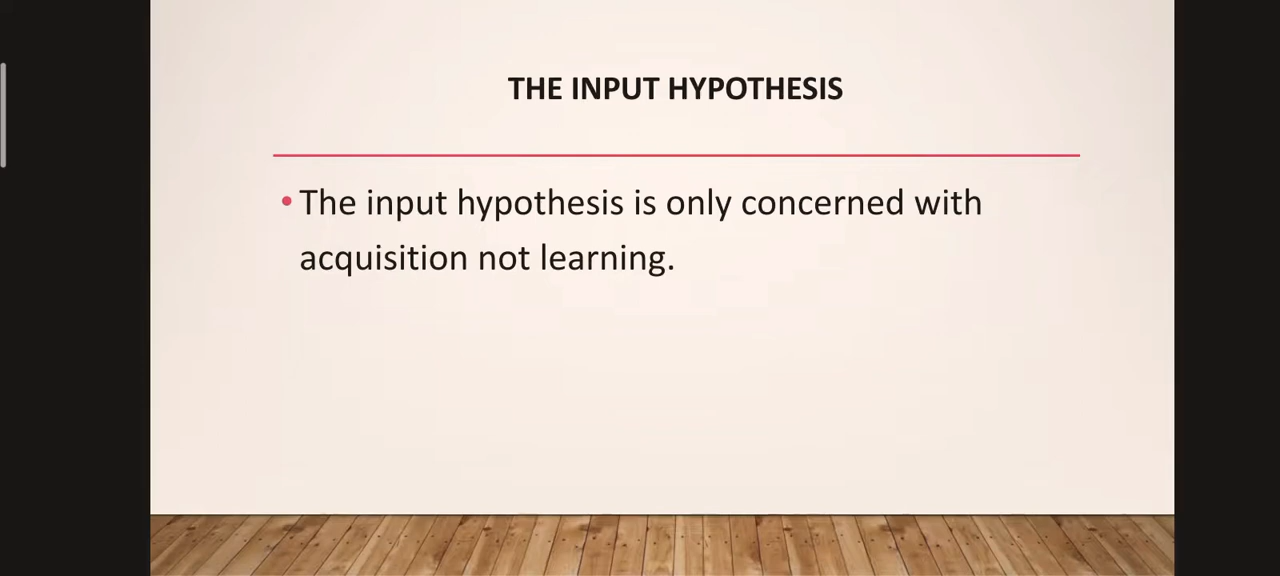 THE INPUT HYPOTHESIS
• The input hypothesis is only concerned with
acquisition not learning.